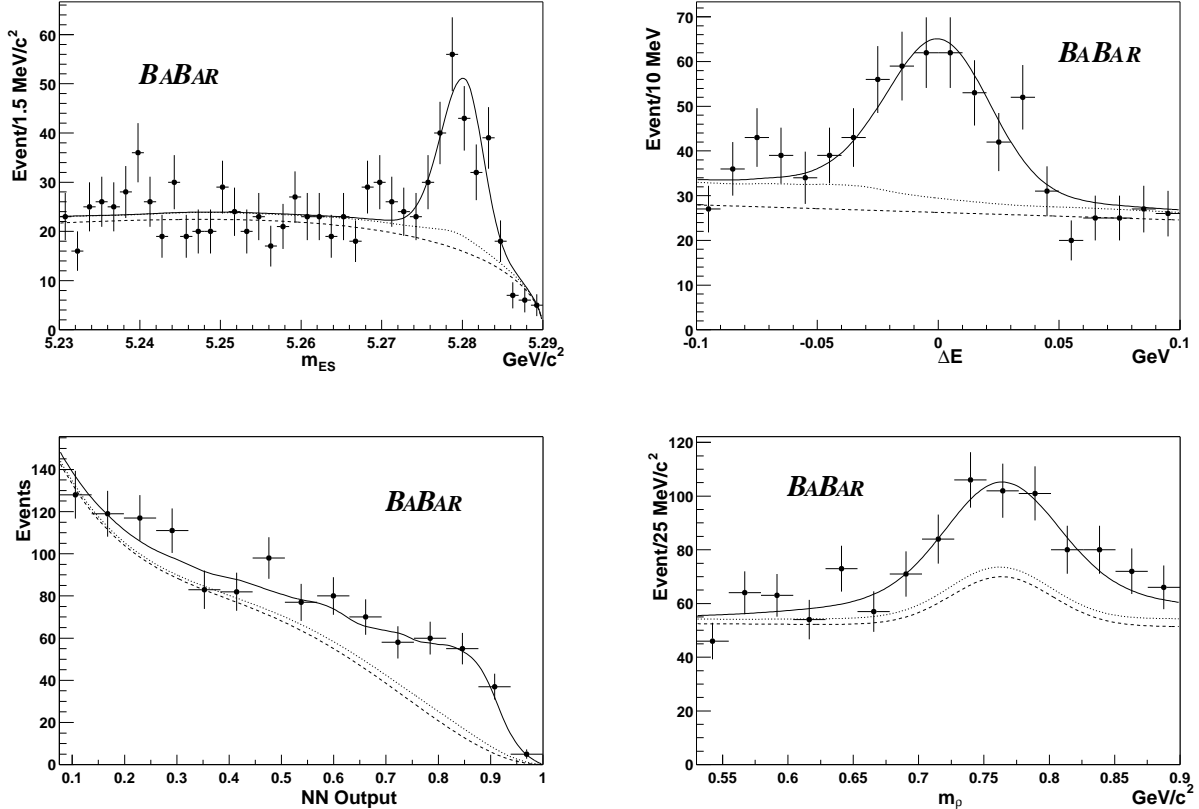 Event/1.5 MeV/c²
BABAR
60
50
40
30
20
10
0
5.23 5.24 5.25 5.26 5.27 5.28 5.29
m_ES GeV/c²
Event/10 MeV
BABAR
70
60
50
40
30
20
10
0
-0.1 -0.05 0 0.05 0.1
ΔE GeV
Events
BABAR
140
120
100
80
60
40
20
0
0.1 0.2 0.3 0.4 0.5 0.6 0.7 0.8 0.9 1
NN Output
Event/25 MeV/c²
BABAR
120
100
80
60
40
20
0
0.55 0.6 0.65 0.7 0.75 0.8 0.85 0.9
m_ρ GeV/c²